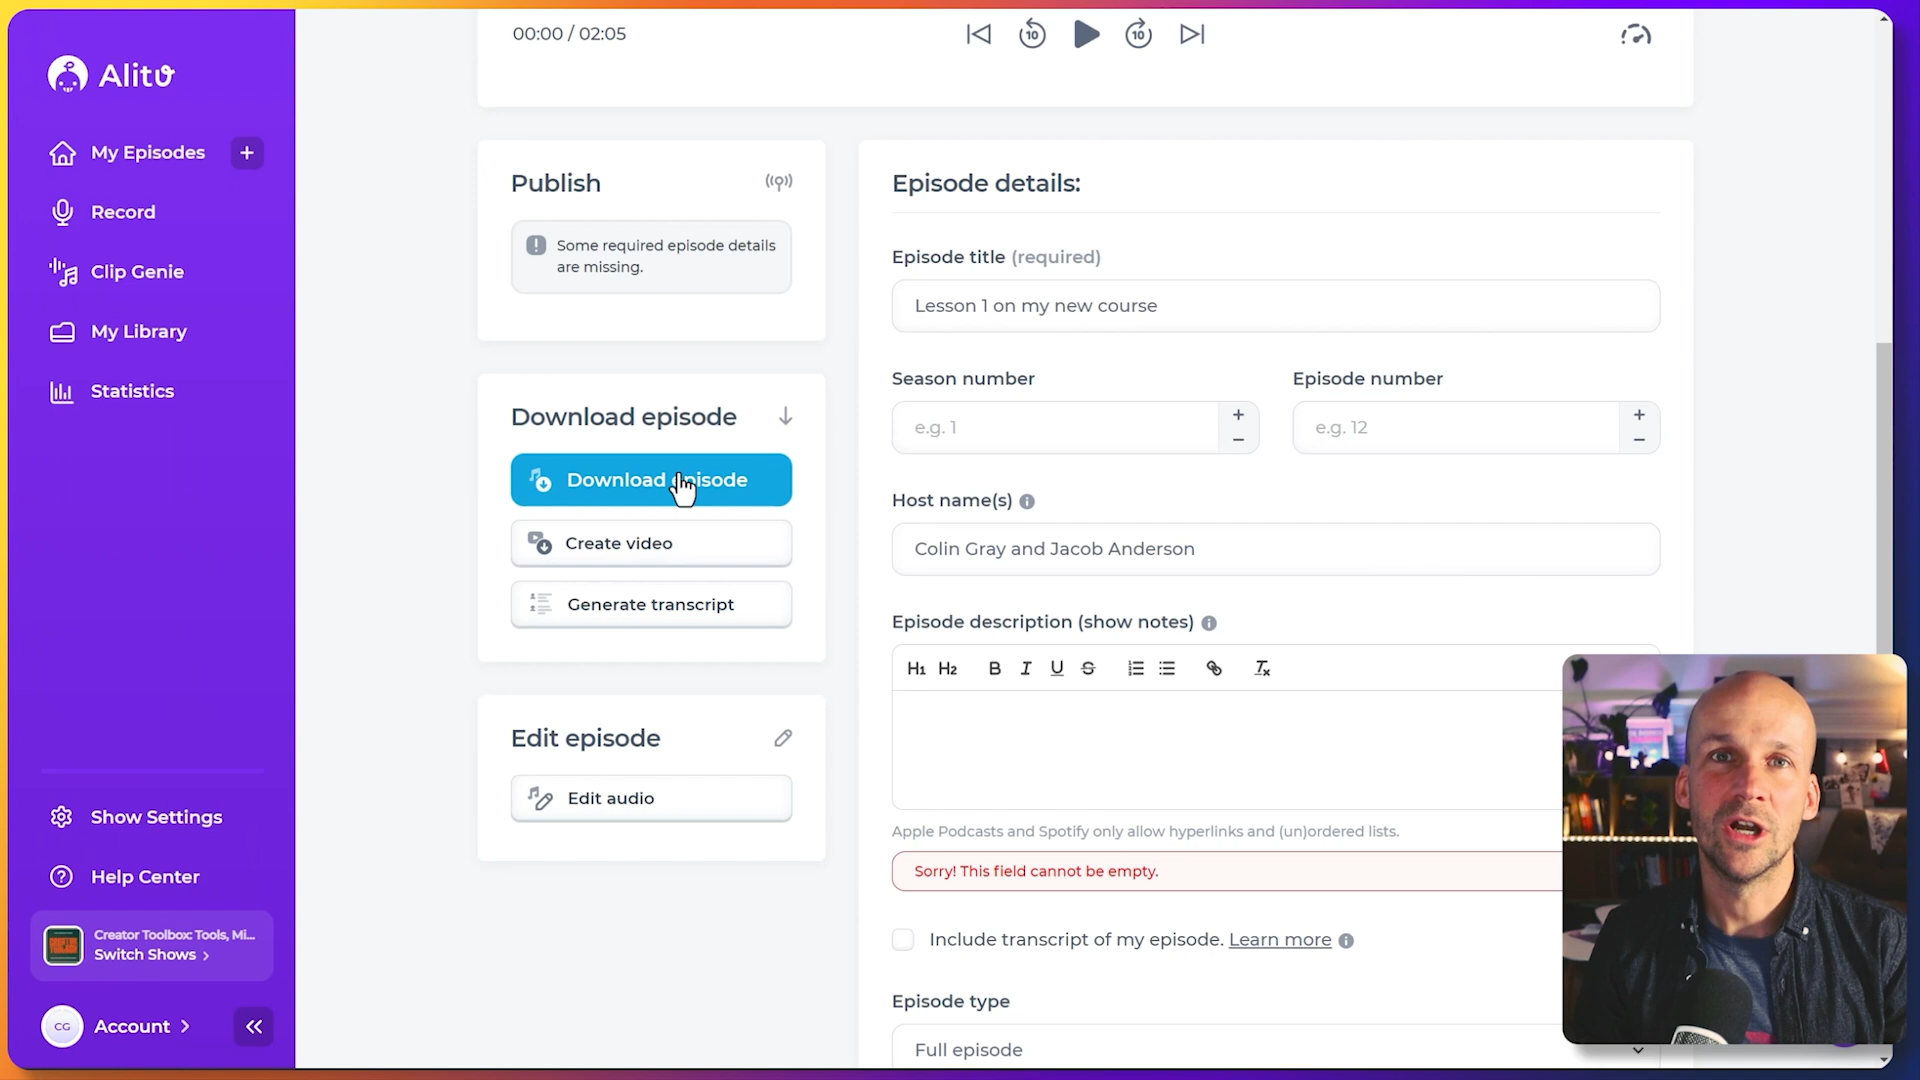 Alitu
My Episodes
Record
Clip Genie
My Library
Statistics
Show Settings
Help Center
Creator Toolbox: Tools, Mi...
Switch Shows
CG
Account
00:00 / 02:05
10
10
Publish
Some required episode details
are missing.
Download episode
Download episode
Create video
Generate transcript
Edit episode
Edit audio
Episode details:
Episode title (required)
Lesson 1 on my new course
Season number
Episode number
e.g. 1
e.g. 12
Host name(s)
Colin Gray and Jacob Anderson
Episode description (show notes)
H1 H2 B I U S
Apple Podcasts and Spotify only allow hyperlinks and (un)ordered lists.
Sorry! This field cannot be empty.
Include transcript of my episode. Learn more
Episode type
Full episode